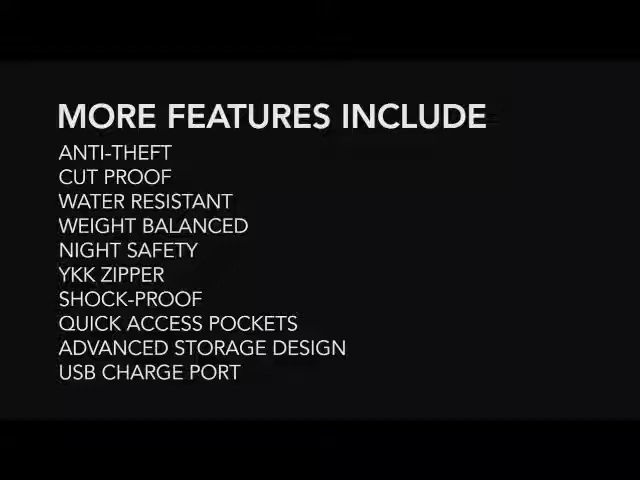 MORE FEATURES INCLUDE
ANTI-THEFT
CUT PROOF
WATER RESISTANT
WEIGHT BALANCED
NIGHT SAFETY
YKK ZIPPER
SHOCK-PROOF
QUICK ACCESS POCKETS
ADVANCED STORAGE DESIGN
USB CHARGE PORT